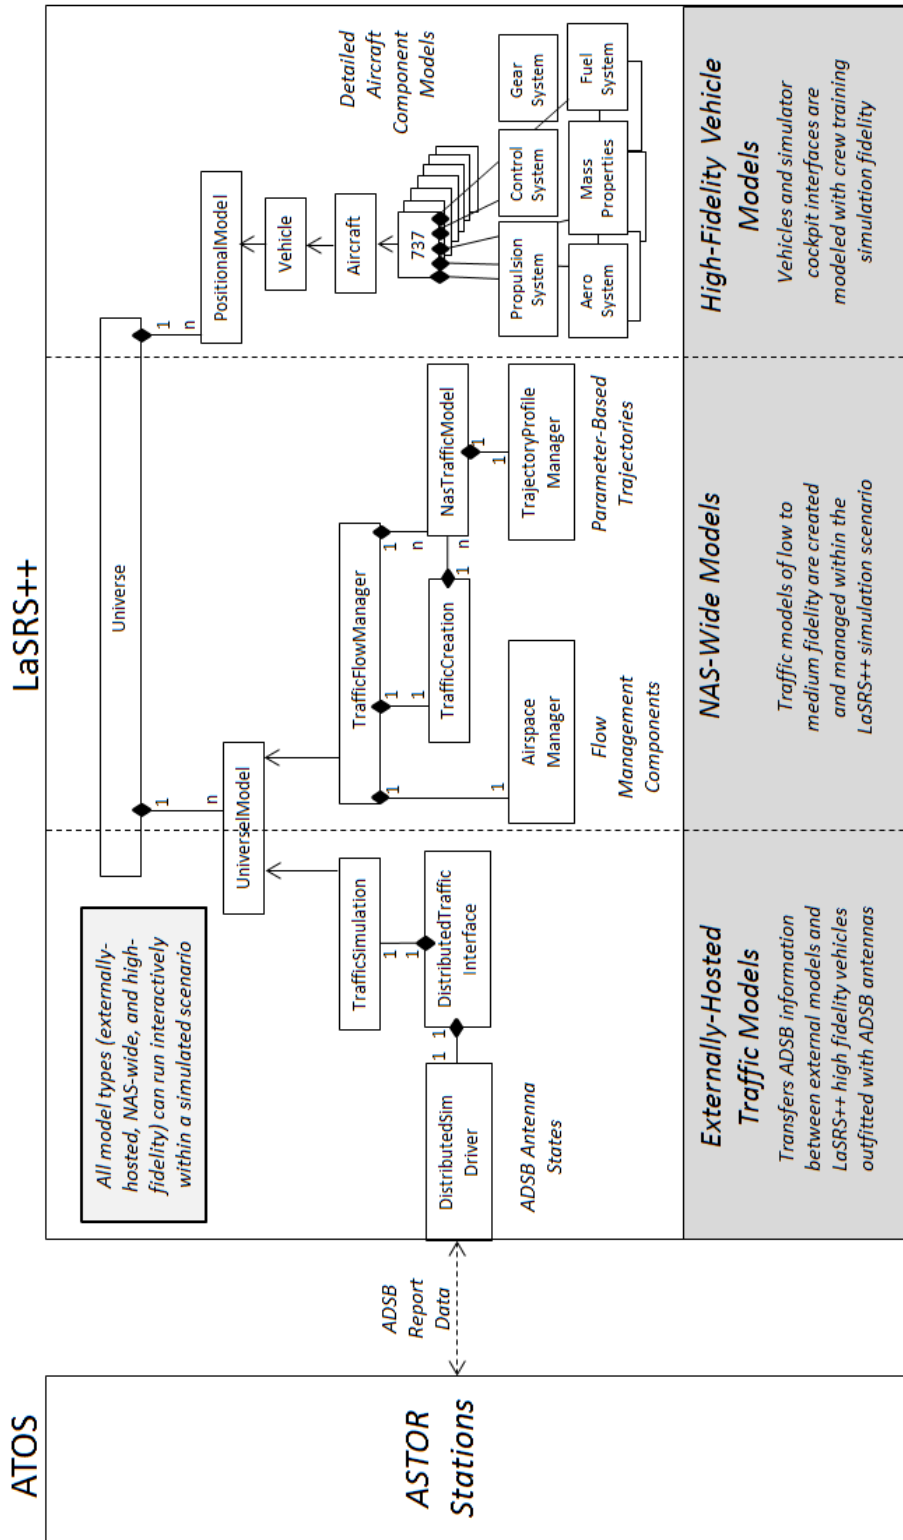 ATOS
LaSRS++
ASTOR
Stations
ADSB
Report
Data
All model types (externally-
hosted, NAS-wide, and high-
fidelity) can run interactively
within a simulated scenario
Universe
1
n
1
n
UniverseIModel
PositionalModel
Vehicle
Aircraft
737
Detailed
Aircraft
Component
Models
Propulsion
System
Control
System
Gear
System
Aero
System
Mass
Properties
Fuel
System
TrafficSimulation
1
1
DistributedTraffic
Interface
1
1
DistributedSim
Driver
ADSB Antenna
States
TrafficFlowManager
1
1
1
1
1
n
TrafficCreation
1
n
NasTrafficModel
1
1
Airspace
Manager
TrajectoryProfile
Manager
Flow
Management
Components
Parameter-Based
Trajectories
Externally-Hosted
Traffic Models
Transfers ADSB information
between external models and
LaSRS++ high fidelity vehicles
outfitted with ADSB antennas
NAS-Wide Models
Traffic models of low to
medium fidelity are created
and managed within the
LaSRS++ simulation scenario
High-Fidelity Vehicle
Models
Vehicles and simulator
cockpit interfaces are
modeled with crew training
simulation fidelity